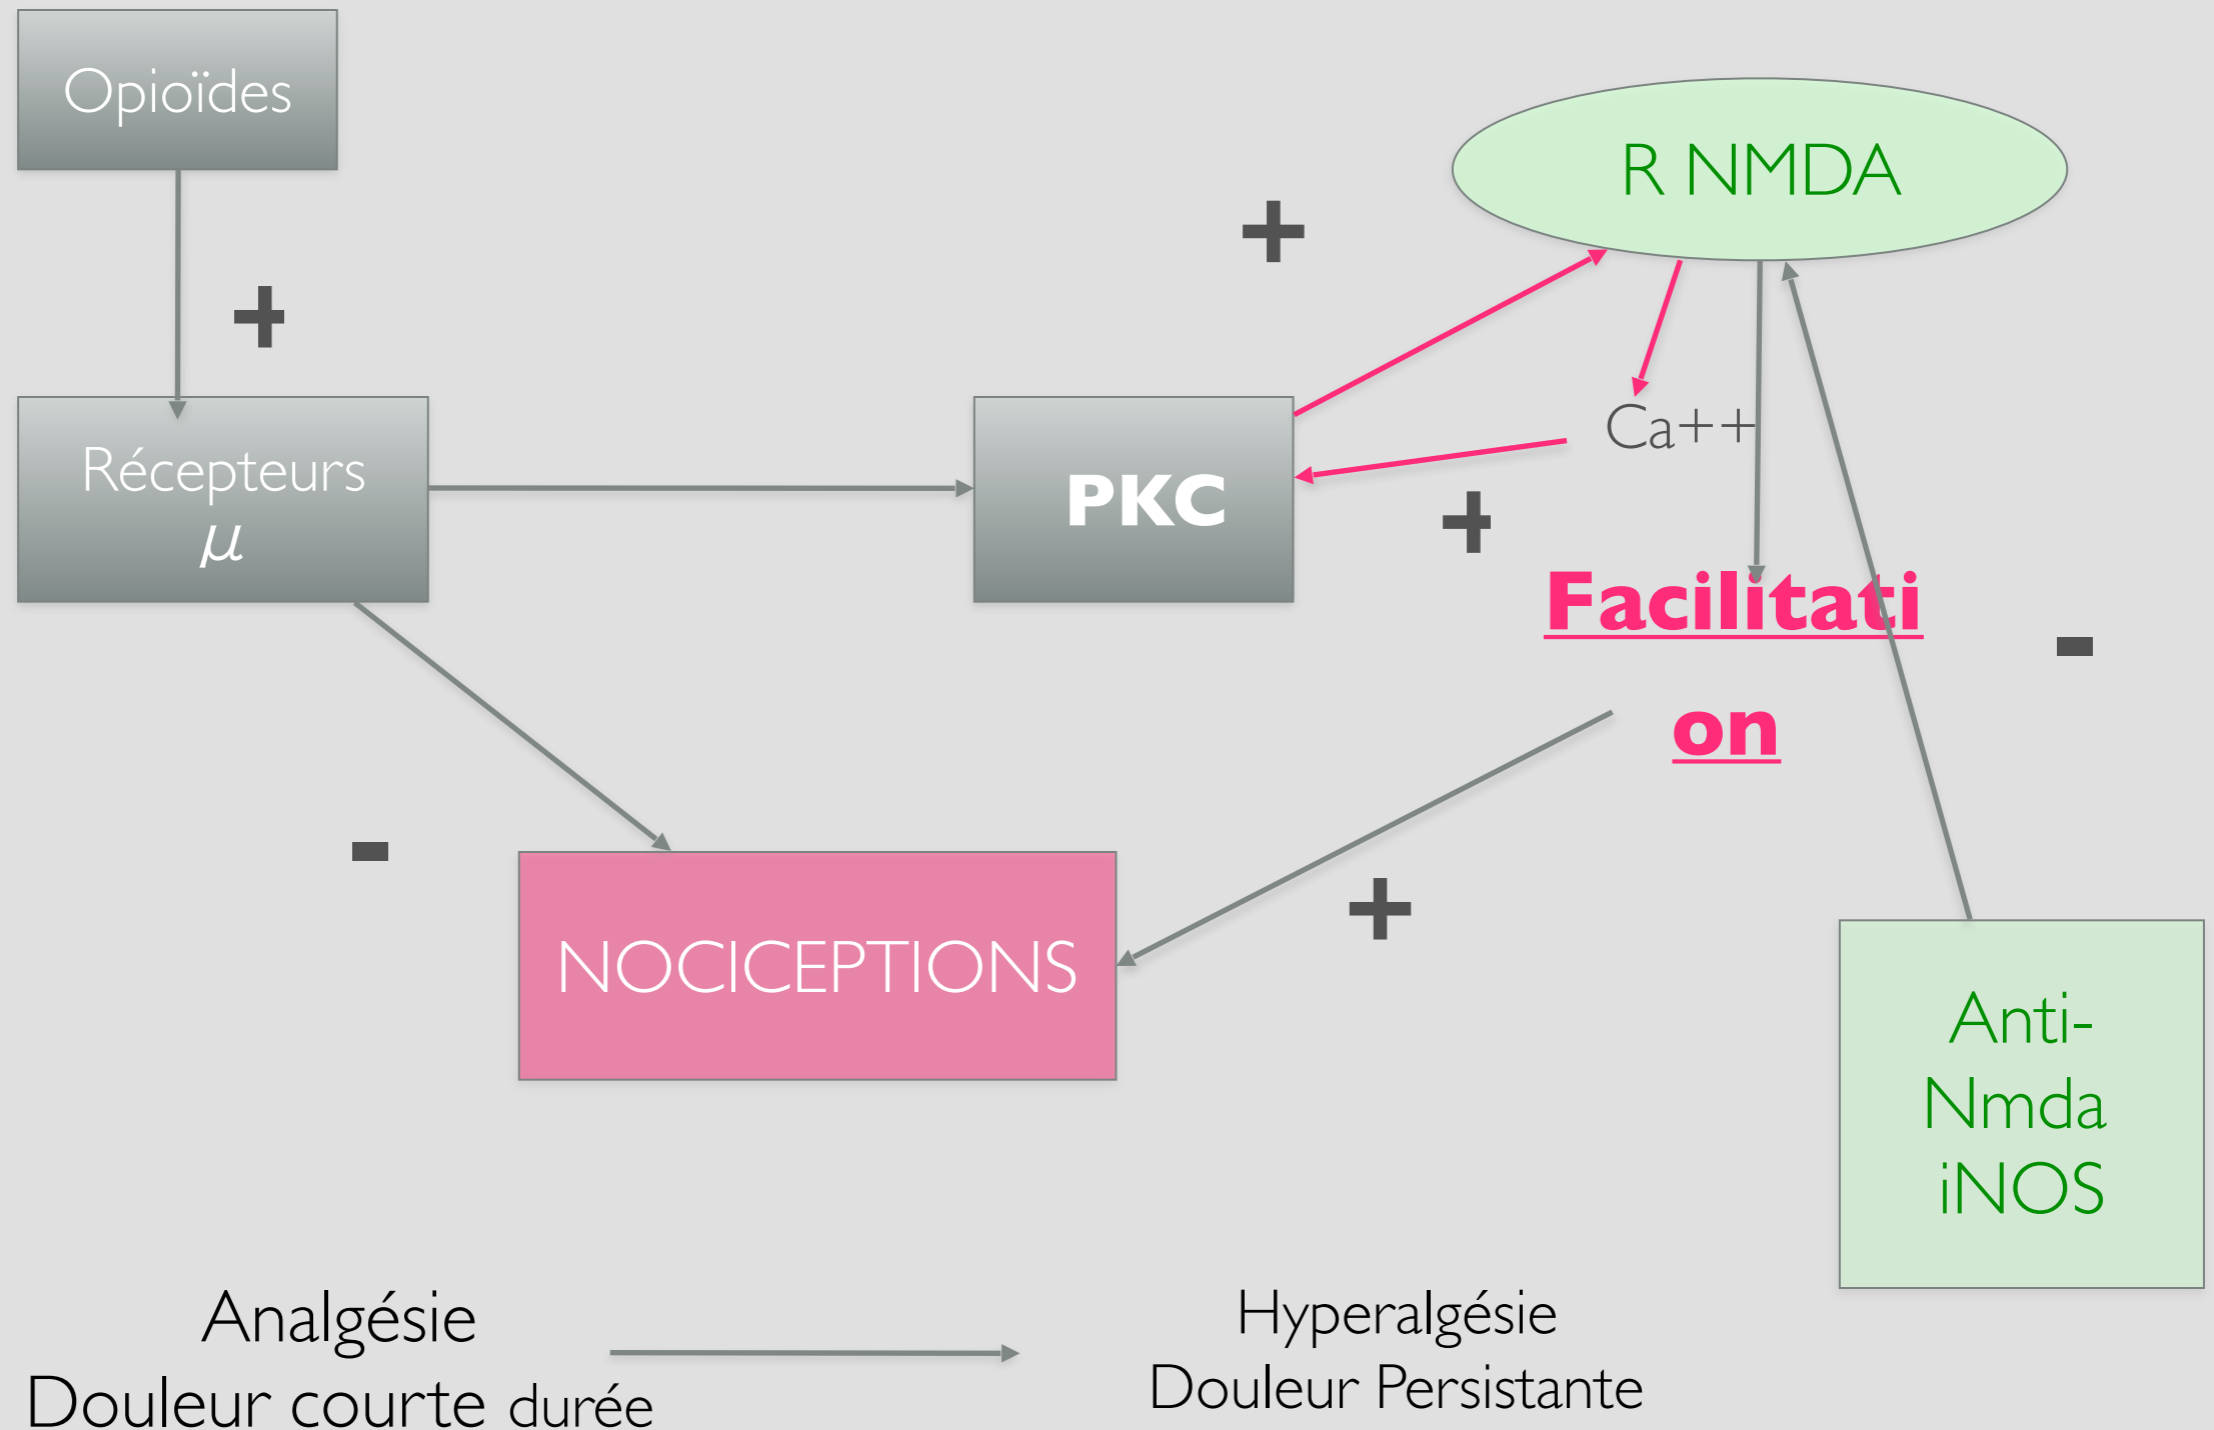 Opioïdes
R NMDA
+
+
Récepteurs
μ
PKC
Ca++
+
Facilitati
on
-
-
+
NOCICEPTIONS
Anti-
Nmda
iNOS
Analgésie
Douleur courte durée
Hyperalgésie
Douleur Persistante